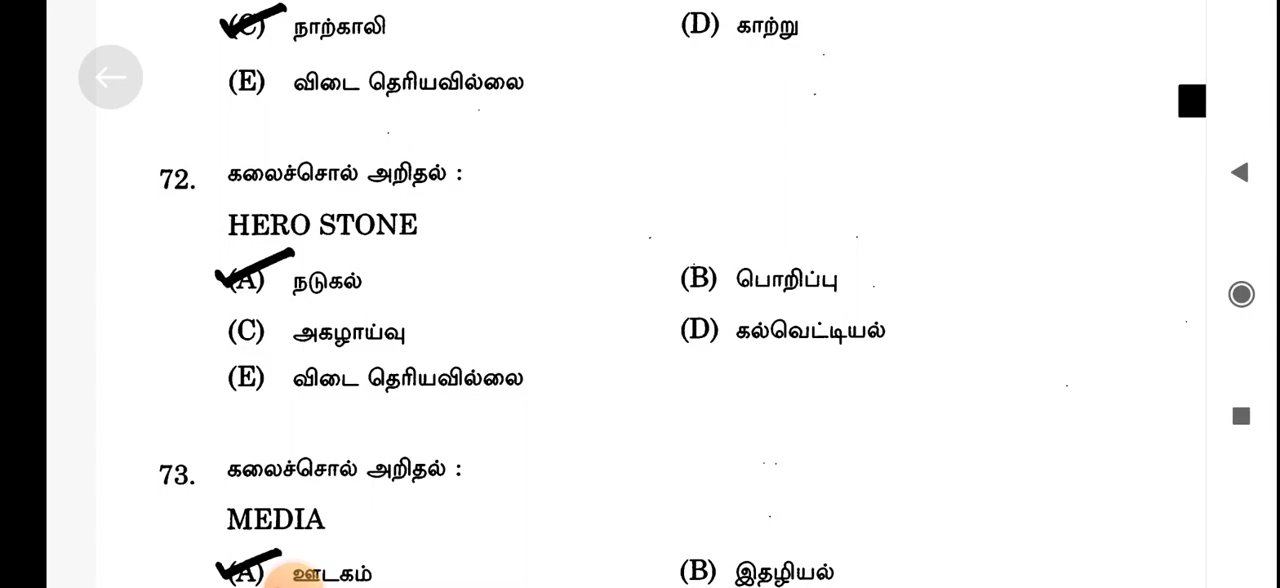 (C) நாற்காலி (D) காற்று
(E) விடை தெரியவில்லை
72. கலைச்சொல் அறிதல் :
HERO STONE
(A) நடுகல் (B) பொறிப்பு
(C) அகழாய்வு (D) கல்வெட்டியல்
(E) விடை தெரியவில்லை
73. கலைச்சொல் அறிதல் :
MEDIA
(A) ஊடகம் (B) இதழியல்